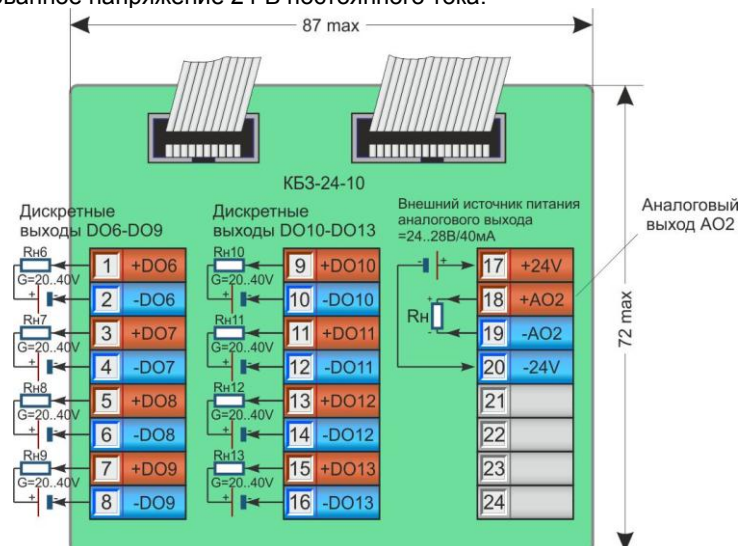 ванное напряжение 24 В постоянного тока.
87 max
КБЗ-24-10
Дискретные
выходы DO6-DO9
Дискретные
выходы DO10-DO13
Внешний источник питания
аналогового выхода
=24..28В/40мА
Аналоговый
выход АО2
72 max
Rн6
G=20..40V
+ -
1 +DO6
2 -DO6
Rн7
G=20..40V
+ -
3 +DO7
4 -DO7
Rн8
G=20..40V
+ -
5 +DO8
6 -DO8
Rн9
G=20..40V
+ -
7 +DO9
8 -DO9
Rн10
G=20..40V
+ -
9 +DO10
10 -DO10
Rн11
G=20..40V
+ -
11 +DO11
12 -DO11
Rн12
G=20..40V
+ -
13 +DO12
14 -DO12
Rн13
G=20..40V
+ -
15 +DO13
16 -DO13
- +
17 +24V
+
Rн
-
18 +AO2
19 -AO2
20 -24V
21
22
23
24